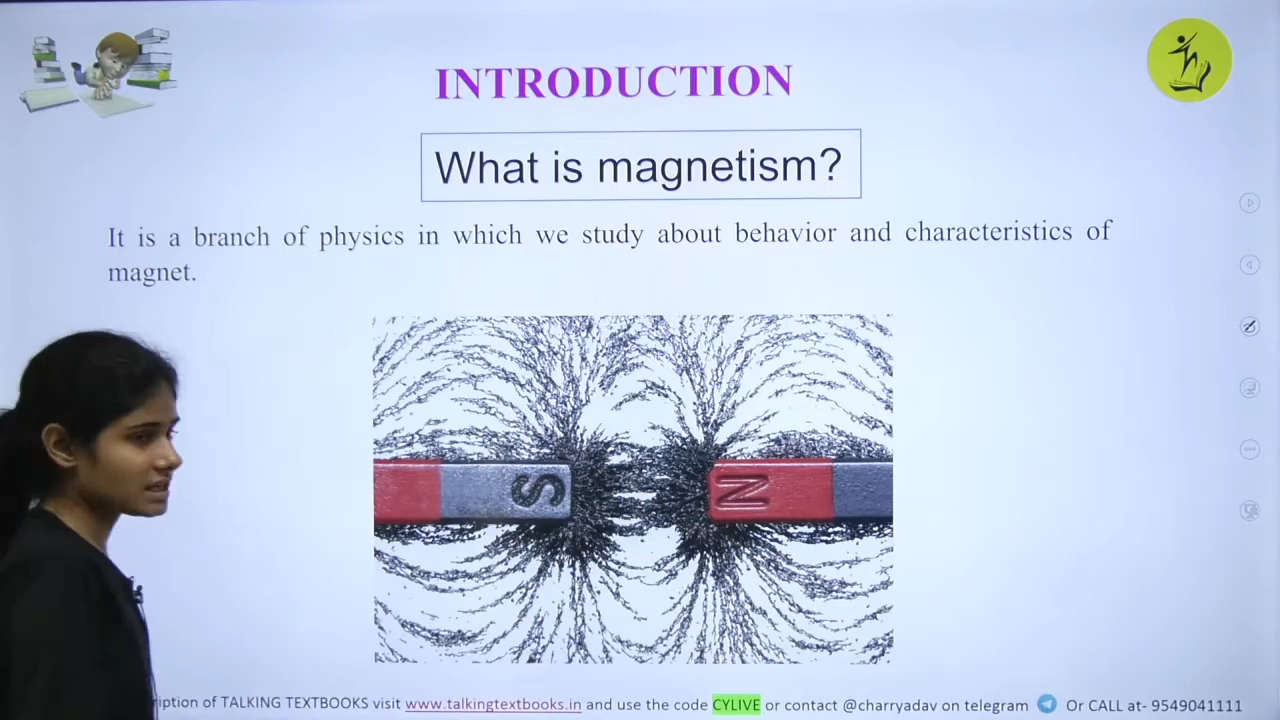 INTRODUCTION
What is magnetism?
It is a branch of physics in which we study about behavior and characteristics of
magnet.
S
N
ription of TALKING TEXTBOOKS visit www.talkingtextbooks.in and use the code CYLIVE or contact @charryadav on telegram Or CALL at- 9549041111